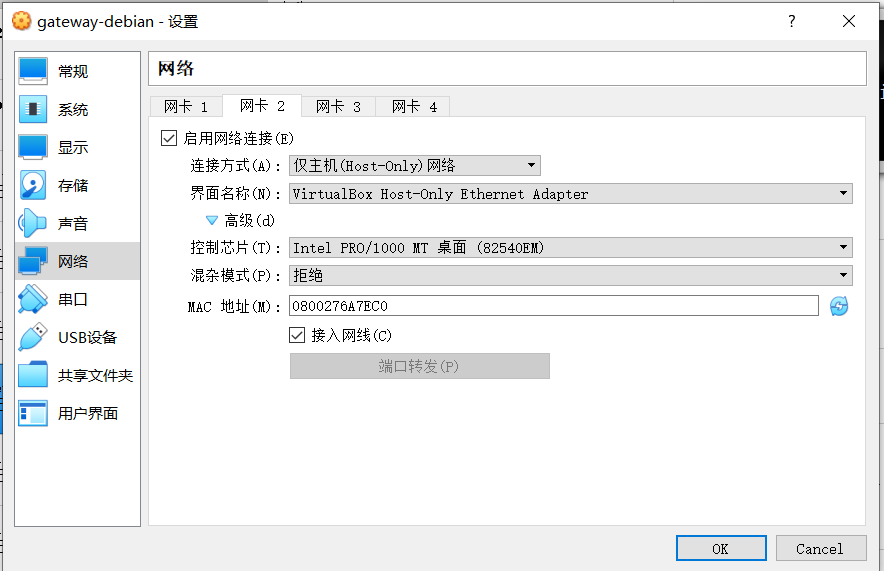 gateway-debian - 设置
?
常规
系统
显示
存储
声音
网络
串口
USB设备
共享文件夹
用户界面
网络
网卡 1 网卡 2 网卡 3 网卡 4
启用网络连接(E)
连接方式(A): 仅主机(Host-Only)网络
界面名称(N): VirtualBox Host-Only Ethernet Adapter
高级(d)
控制芯片(T): Intel PRO/1000 MT 桌面 (82540EM)
混杂模式(P): 拒绝
MAC 地址(M): 0800276A7EC0
接入网线(C)
端口转发(P)
OK Cancel